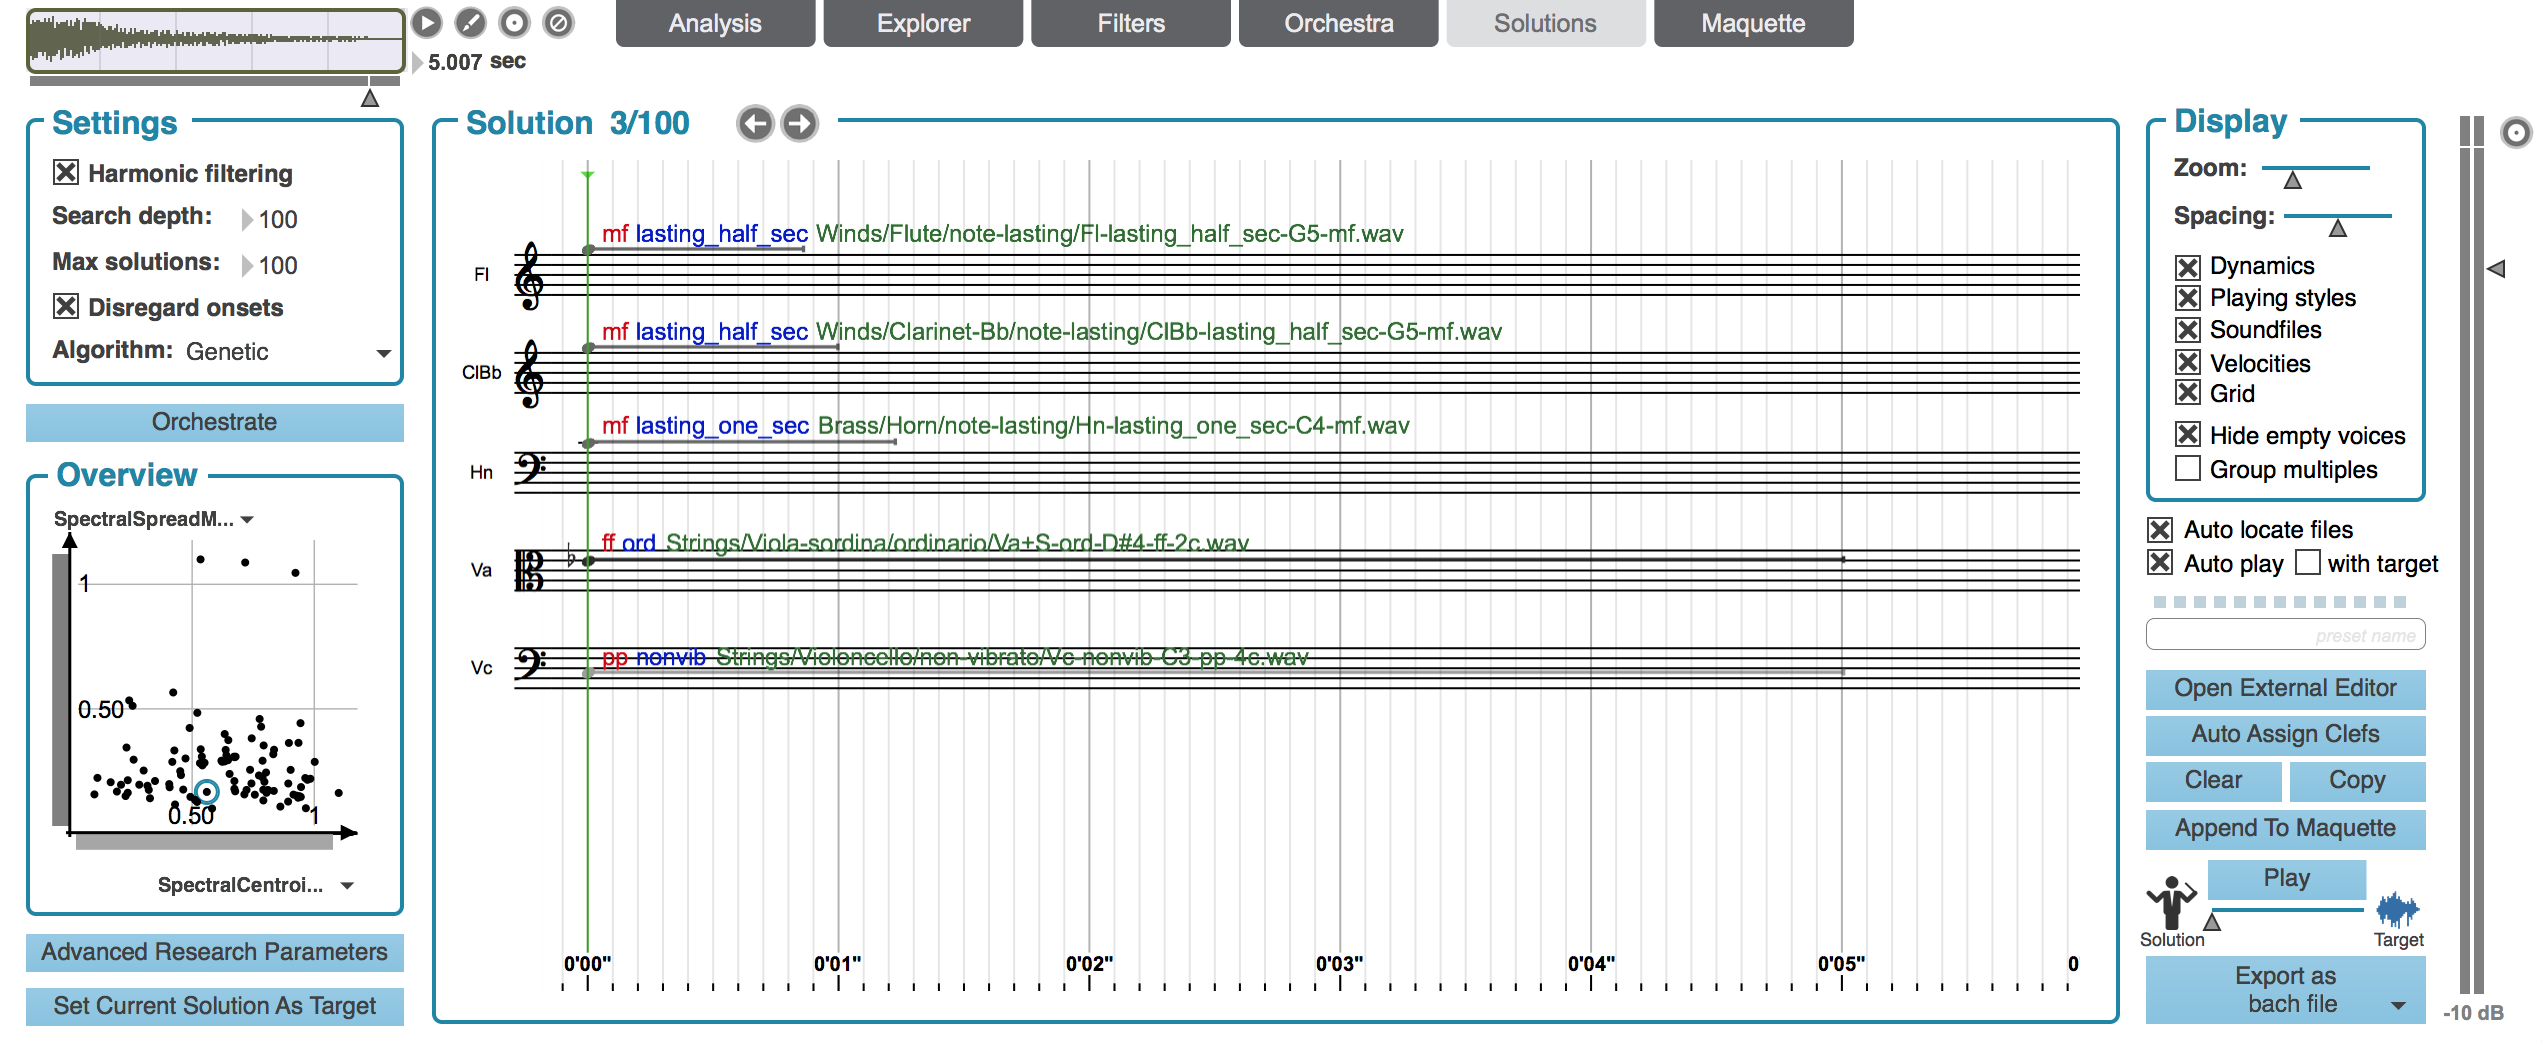 Analysis
Explorer
Filters
Orchestra
Solutions
Maquette
5.007 sec
Settings
Harmonic filtering
Search depth: 100
Max solutions: 100
Disregard onsets
Algorithm: Genetic
Orchestrate
Overview
SpectralSpreadM...
1
0.50
0.50 1
SpectralCentroi...
Advanced Research Parameters
Set Current Solution As Target
Solution 3/100
mf lasting_half_sec Winds/Flute/note-lasting/Fl-lasting_half_sec-G5-mf.wav
Fl
mf lasting_half_sec Winds/Clarinet-Bb/note-lasting/ClBb-lasting_half_sec-G5-mf.wav
ClBb
mf lasting_one_sec Brass/Horn/note-lasting/Hn-lasting_one_sec-C4-mf.wav
Hn
ff ord Strings/Viola-sordina/ordinario/Va+S-ord-D#4-ff-2c.wav
Va
pp nonvib Strings/Violoncello/non-vibrato/Vc-nonvib-C3-pp-4c.wav
Vc
0'00" 0'01" 0'02" 0'03" 0'04" 0'05" 0
Display
Zoom:
Spacing:
Dynamics
Playing styles
Soundfiles
Velocities
Grid
Hide empty voices
Group multiples
Auto locate files
Auto play with target
preset name
Open External Editor
Auto Assign Clefs
Clear Copy
Append To Maquette
Play
Solution Target
Export as
bach file
-10 dB